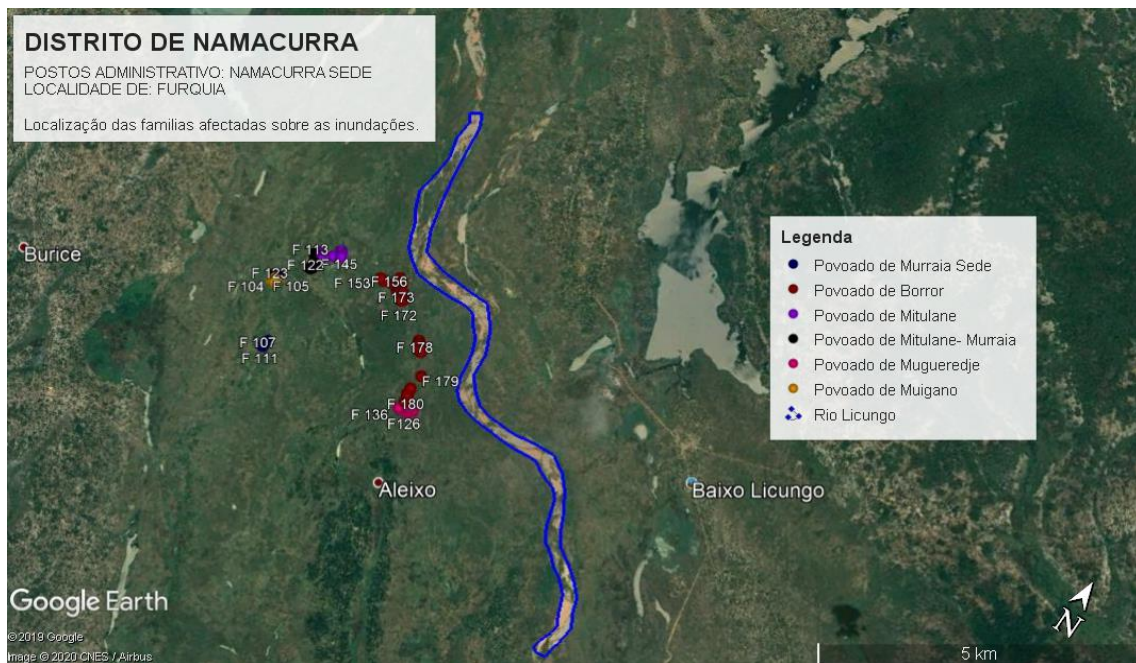 DISTRITO DE NAMACURRA
POSTOS ADMINISTRATIVO: NAMACURRA SEDE
LOCALIDADE DE: FURQUIA
Localização das familias afectadas sobre as inundações.
Burice
F 113
F 122
F 145
F 123
F 104
F 105
F 153
F 156
F 173
F 172
F 107
F 111
F 178
F 179
F 180
F 136
F126
Aleixo
Baixo Licungo
Legenda
Povoado de Murraia Sede
Povoado de Borror
Povoado de Mitulane
Povoado de Mitulane- Murraia
Povoado de Mugueredje
Povoado de Muigano
Rio Licungo
Google Earth
©2019 Google
Image © 2020 CNES / Airbus
N
5 km